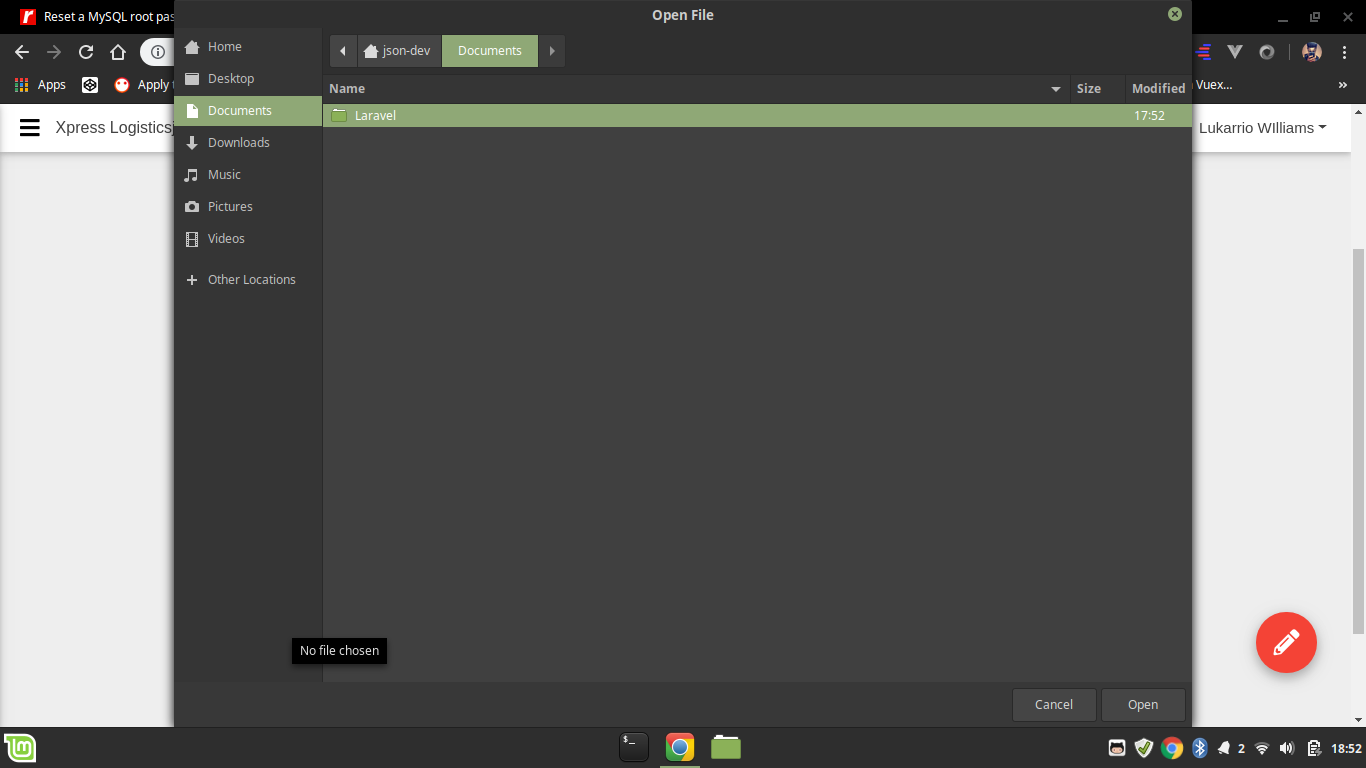 Reset a MySQL root pas
Open File
Home
json-dev
Documents
Desktop
Apps
Apply
Vuex...
Name
Size
Modified
Documents
Laravel
17:52
Xpress Logistics
Lukarrio WIlliams
Downloads
Music
Pictures
Videos
Other Locations
No file chosen
Cancel
Open
2
18:52